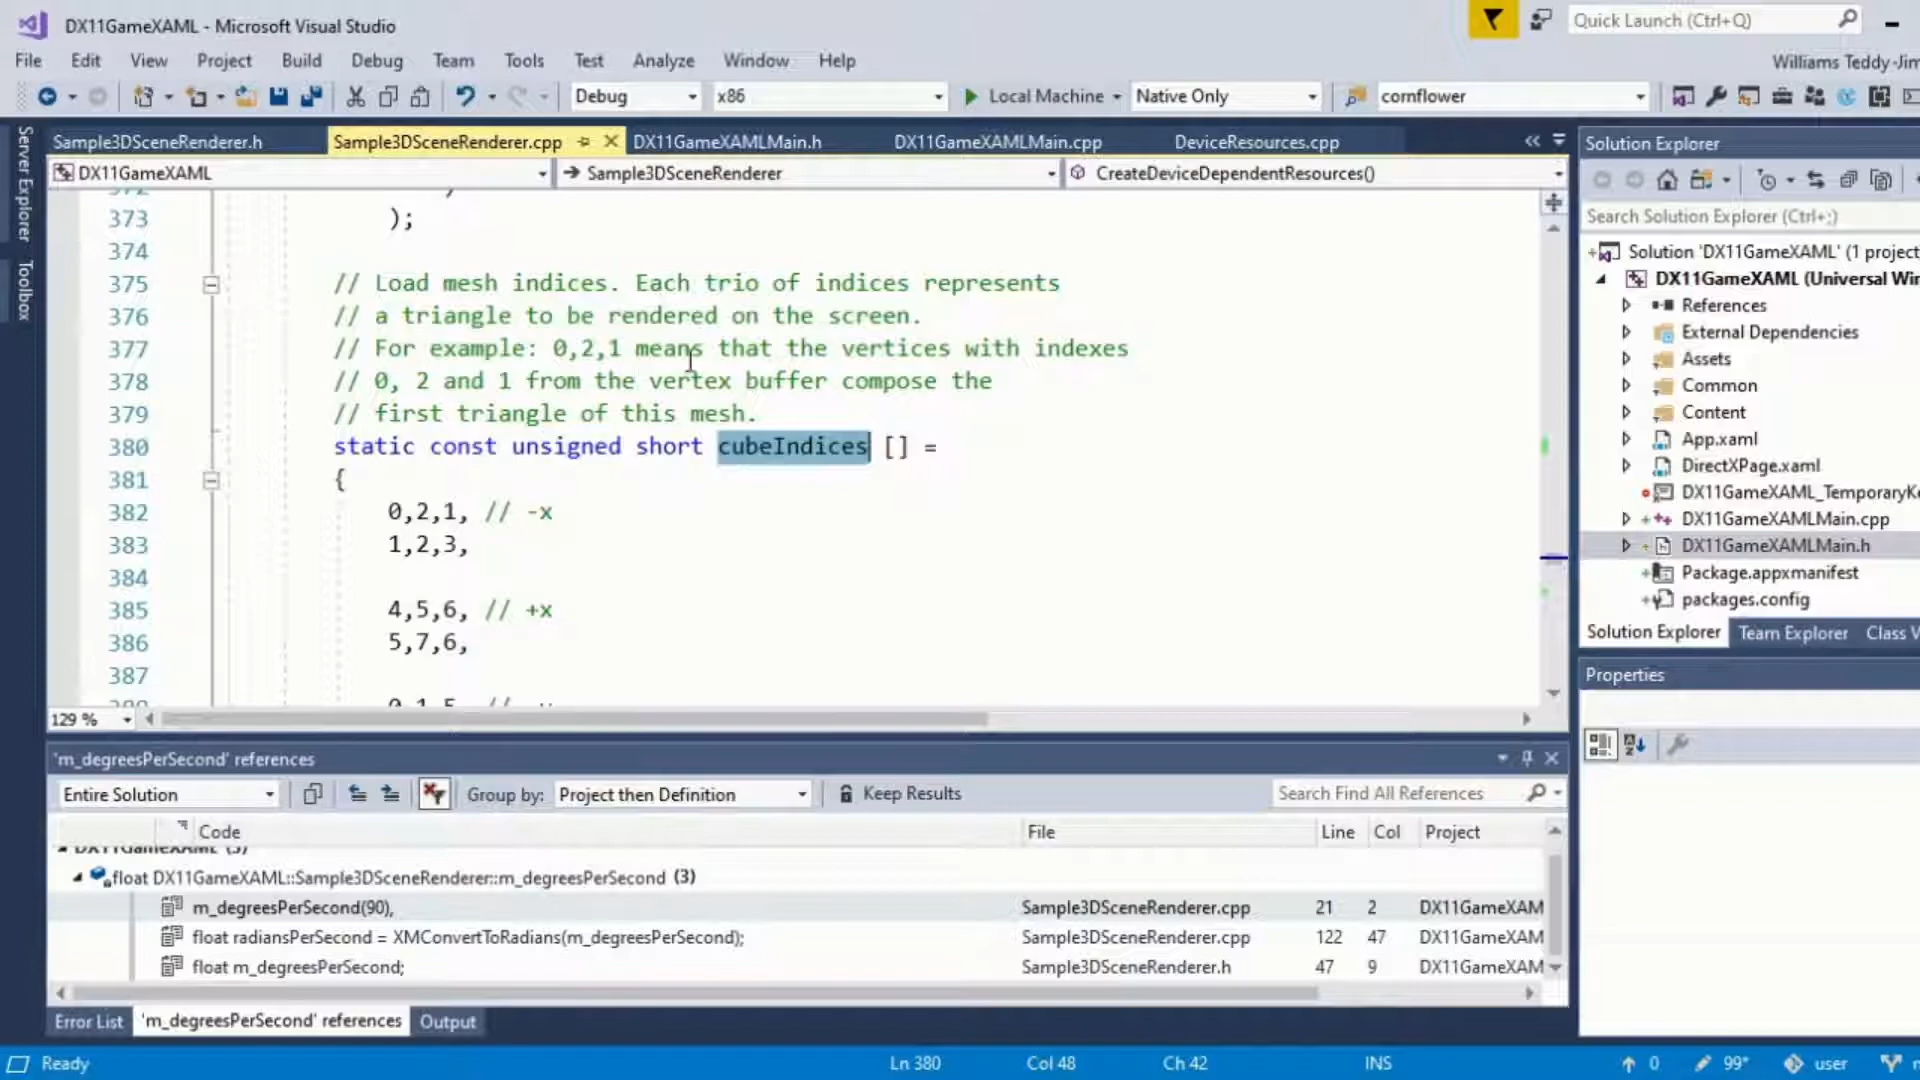 DX11GameXAML - Microsoft Visual Studio
Quick Launch (Ctrl+Q)
File Edit View Project Build Debug Team Tools Test Analyze Window Help
Williams Teddy-Jim
Debug x86 Local Machine Native Only cornflower
Server Explorer
Toolbox
Sample3DSceneRenderer.h Sample3DSceneRenderer.cpp DX11GameXAMLMain.h DX11GameXAMLMain.cpp DeviceResources.cpp
DX11GameXAML Sample3DSceneRenderer CreateDeviceDependentResources()
372
373 );
374
375 // Load mesh indices. Each trio of indices represents
376 // a triangle to be rendered on the screen.
377 // For example: 0,2,1 means that the vertices with indexes
378 // 0, 2 and 1 from the vertex buffer compose the
379 // first triangle of this mesh.
380 static const unsigned short cubeIndices [] =
381 {
382 0,2,1, // -x
383 1,2,3,
384
385 4,5,6, // +x
386 5,7,6,
387
129 %
Solution Explorer
Search Solution Explorer (Ctrl+;)
Solution 'DX11GameXAML' (1 project
DX11GameXAML (Universal Wi
References
External Dependencies
Assets
Common
Content
App.xaml
DirectXPage.xaml
DX11GameXAML_TemporaryK
DX11GameXAMLMain.cpp
DX11GameXAMLMain.h
Package.appxmanifest
packages.config
Solution Explorer Team Explorer Class V
Properties
'm_degreesPerSecond' references
Entire Solution Group by: Project then Definition Keep Results Search Find All References
Code File Line Col Project
DX11GameXAML (3)
float DX11GameXAML::Sample3DSceneRenderer::m_degreesPerSecond (3)
m_degreesPerSecond(90), Sample3DSceneRenderer.cpp 21 2 DX11GameXAM
float radiansPerSecond = XMConvertToRadians(m_degreesPerSecond); Sample3DSceneRenderer.cpp 122 47 DX11GameXAM
float m_degreesPerSecond; Sample3DSceneRenderer.h 47 9 DX11GameXAM
Error List 'm_degreesPerSecond' references Output
Ready Ln 380 Col 48 Ch 42 INS 0 99* user